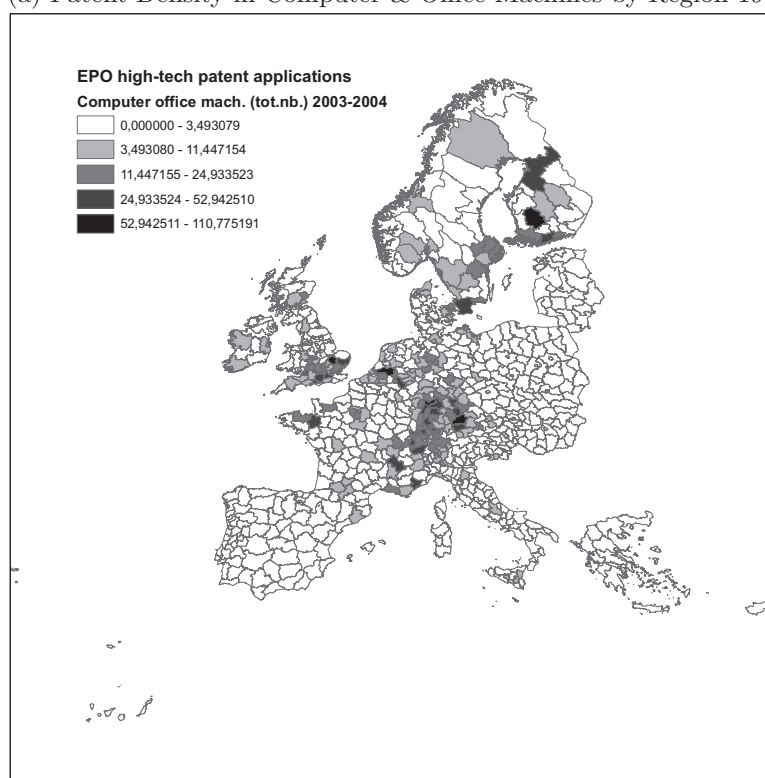 (a) Patent Density in Computer & Office Machines by Region
EPO high-tech patent applications
Computer office mach. (tot.nb.) 2003-2004
0,000000 - 3,493079
3,493080 - 11,447154
11,447155 - 24,933523
24,933524 - 52,942510
52,942511 - 110,775191